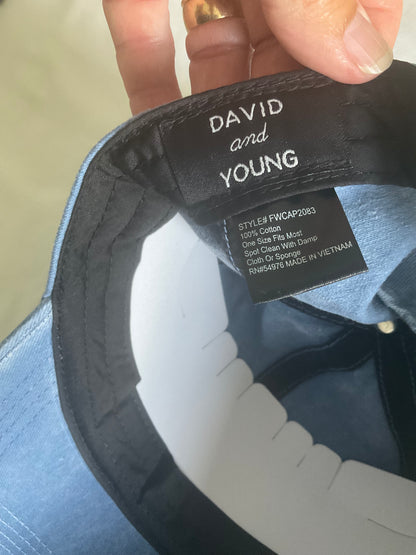 DAVID
and
YOUNG
STYLE# FWCAP2083
100% Cotton
One Size Fits Most
Spot Clean With Damp
Cloth Or Sponge
RN#54976 MADE IN VIETNAM